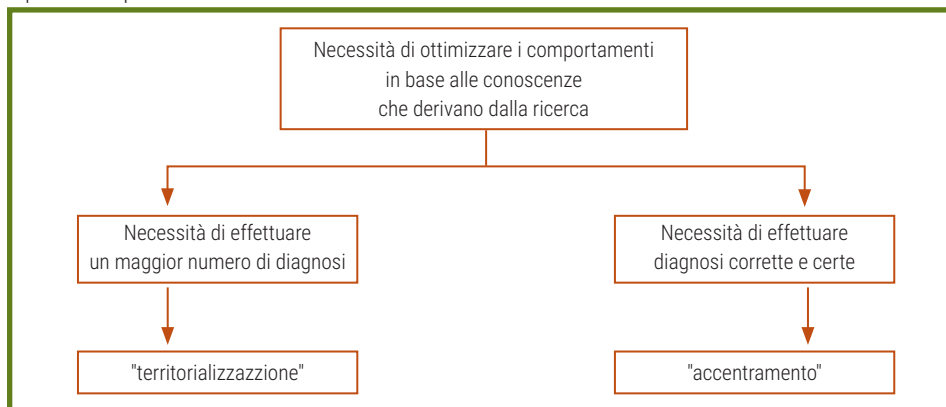 Necessità di ottimizzare i comportamenti
in base alle conoscenze
che derivano dalla ricerca
Necessità di effettuare
un maggior numero di diagnosi
Necessità di effettuare
diagnosi corrette e certe
"territorializzazzione"
"accentramento"